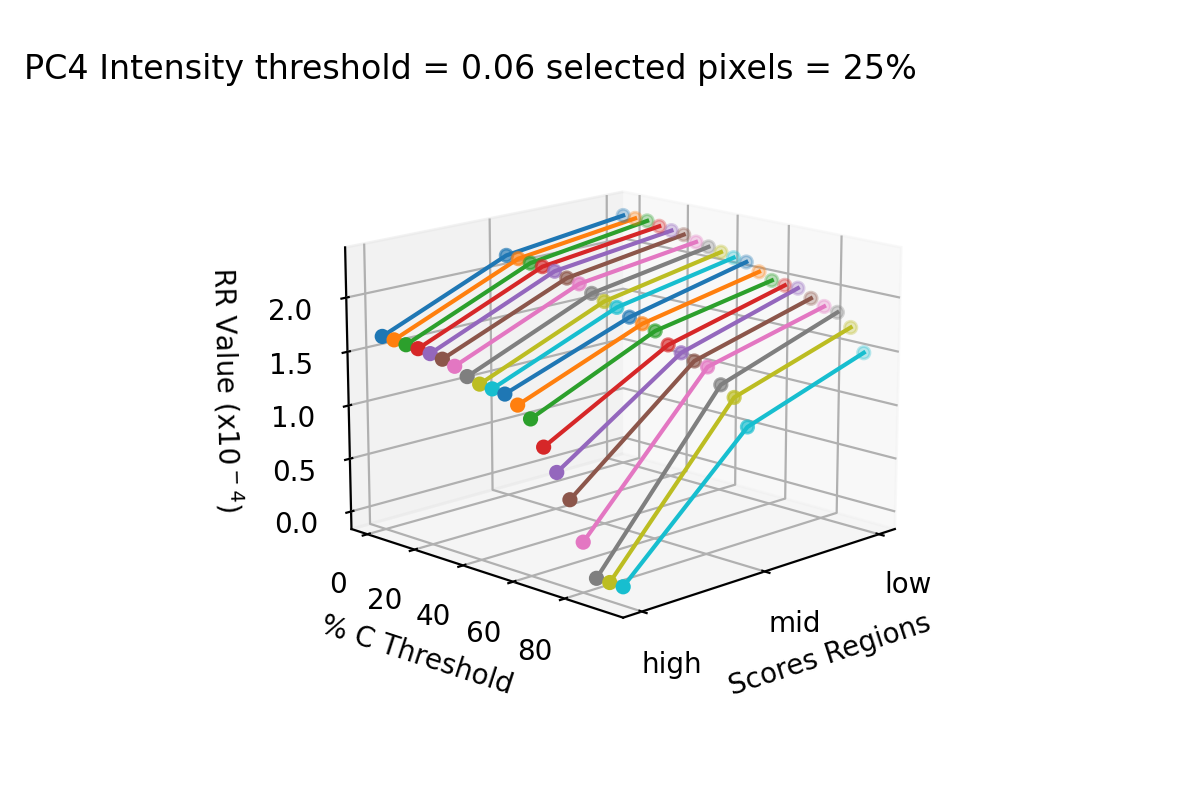 PC4 Intensity threshold = 0.06 selected pixels = 25%
RR Value (x10⁻⁴)
2.0
1.5
1.0
0.5
0.0
0
20
40
60
80
% C Threshold
high
mid
low
Scores Regions